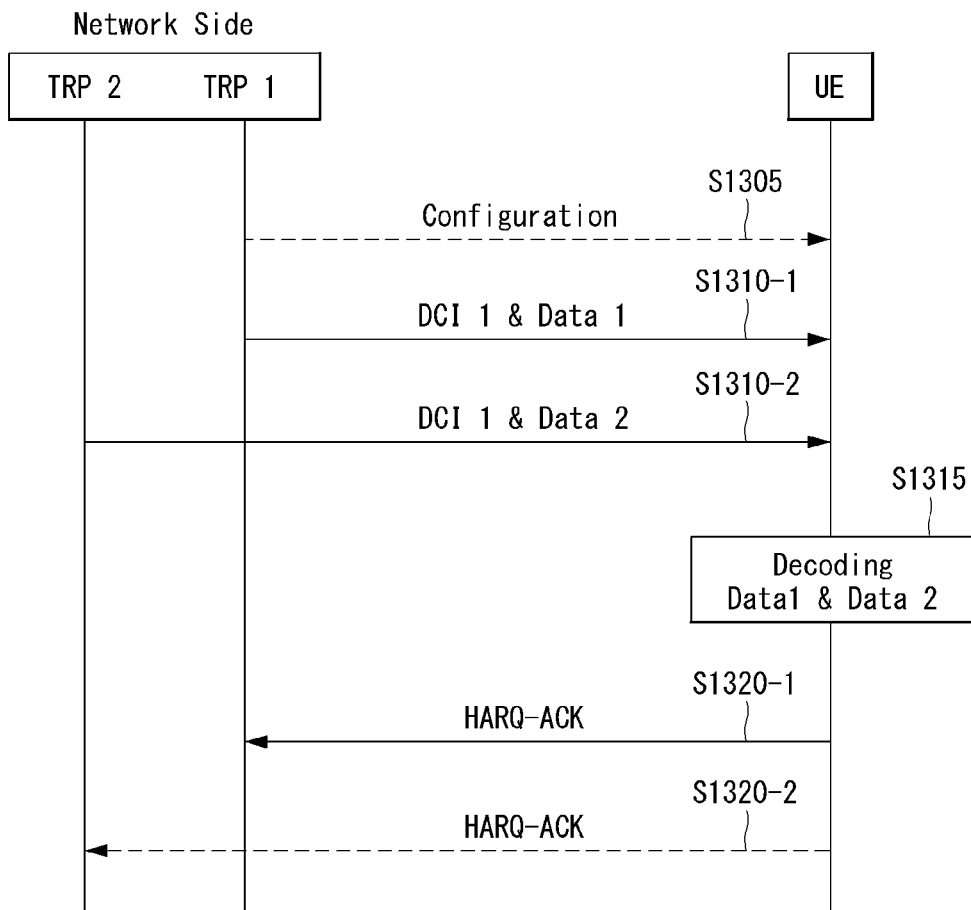 Network Side
TRP 2 TRP 1
UE
S1305
Configuration
S1310-1
DCI 1 & Data 1
S1310-2
DCI 1 & Data 2
S1315
Decoding
Data1 & Data 2
S1320-1
HARQ-ACK
S1320-2
HARQ-ACK